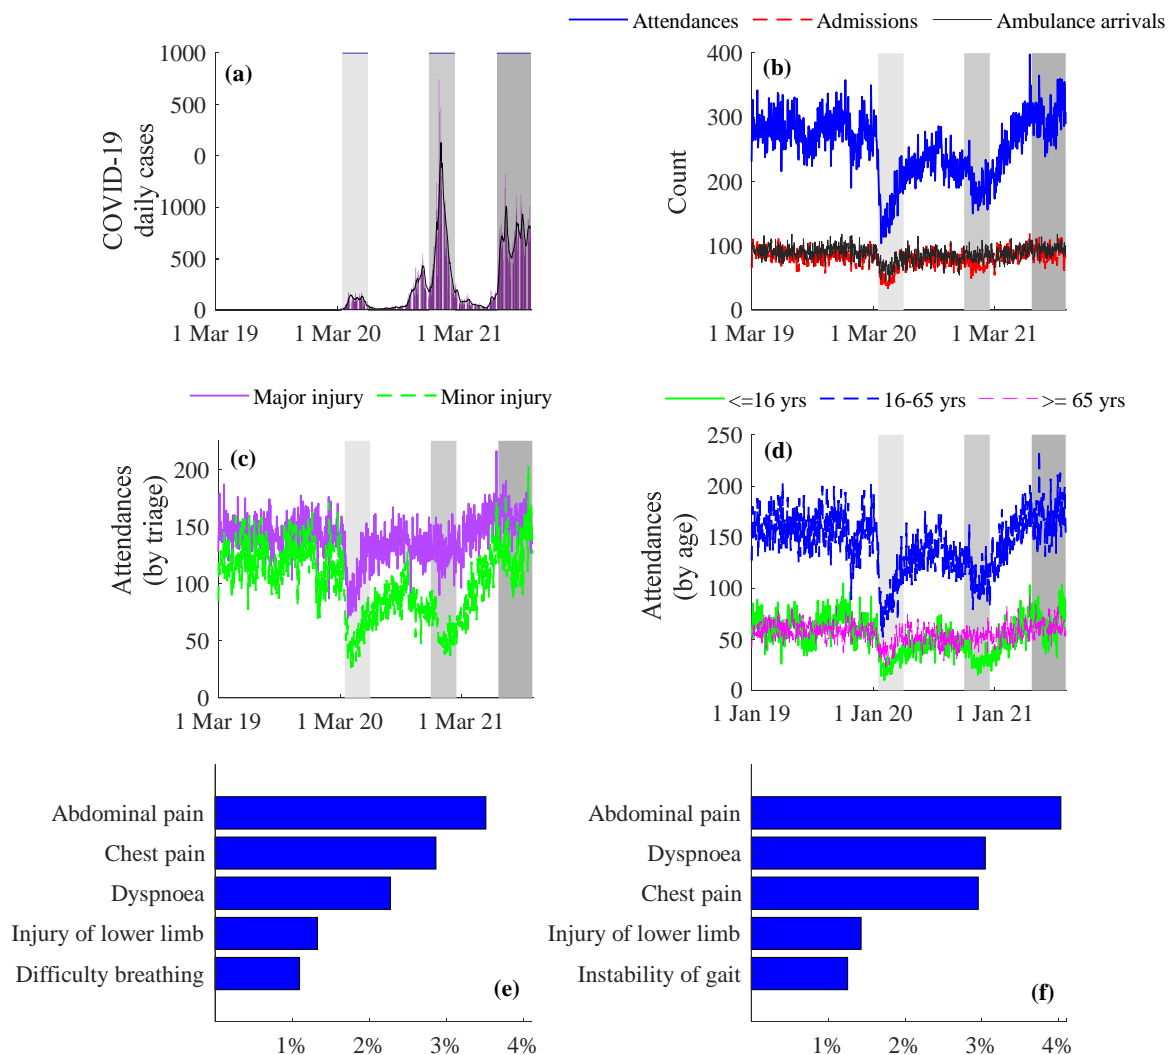 Attendances Admissions Ambulance arrivals
(a)
1000
500
0
1000
500
0
COVID-19
daily cases
1 Mar 19 1 Mar 20 1 Mar 21
(b)
400
300
200
100
0
Count
1 Mar 19 1 Mar 20 1 Mar 21
Major injury Minor injury
(c)
200
150
100
50
0
Attendances
(by triage)
1 Mar 19 1 Mar 20 1 Mar 21
<=16 yrs 16-65 yrs >= 65 yrs
(d)
250
200
150
100
50
0
Attendances
(by age)
1 Jan 19 1 Jan 20 1 Jan 21
Abdominal pain
Chest pain
Dyspnoea
Injury of lower limb
Difficulty breathing
(e)
1% 2% 3% 4%
Abdominal pain
Dyspnoea
Chest pain
Injury of lower limb
Instability of gait
(f)
1% 2% 3% 4%